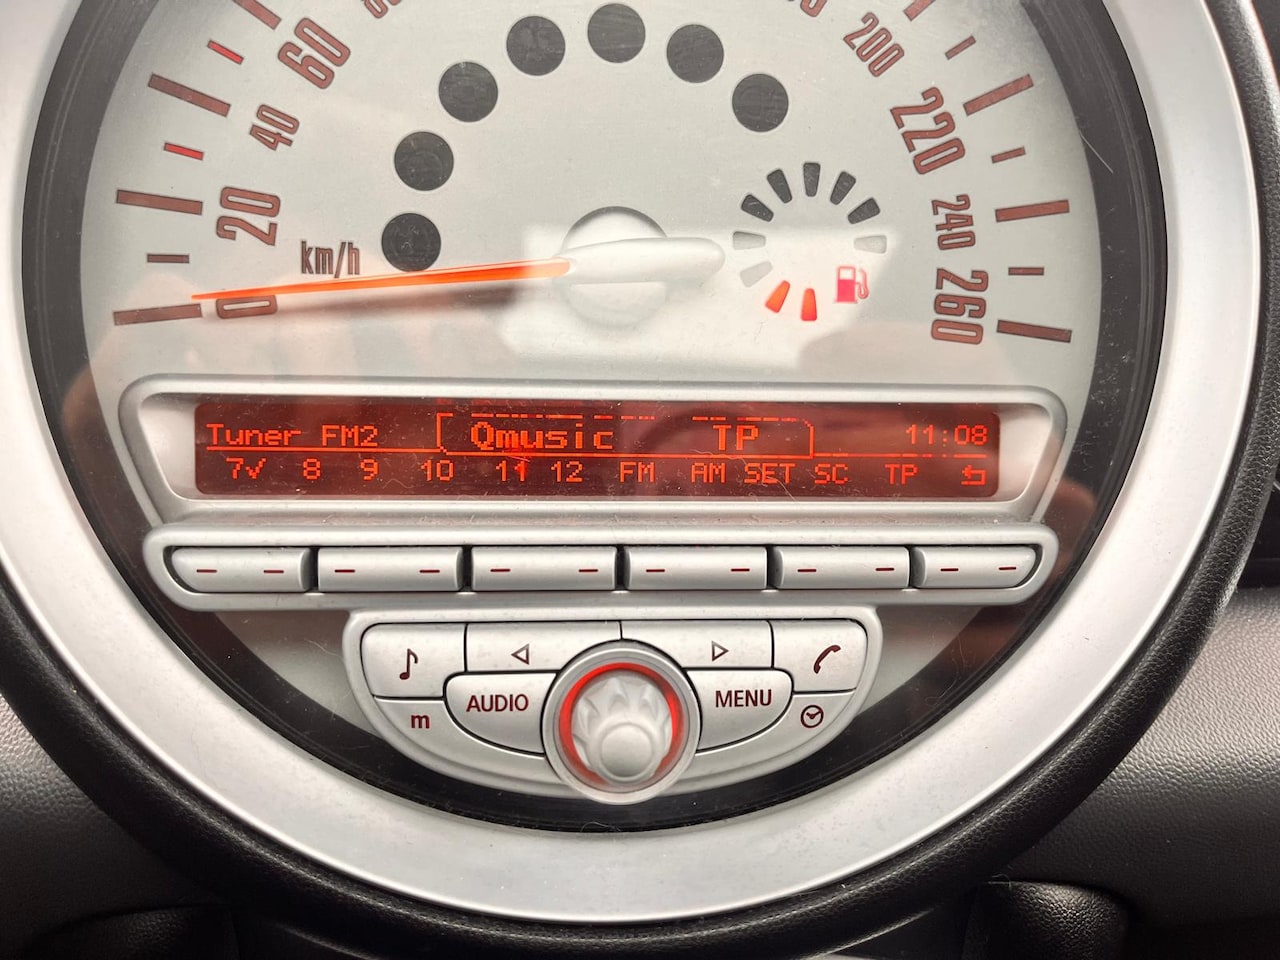 60
200
40
220
20
240
km/h
0
260
Tuner FM2 Qmusic TP 11:08
7✓ 8 9 10 11 12 FM AM SET SC TP
AUDIO MENU
m